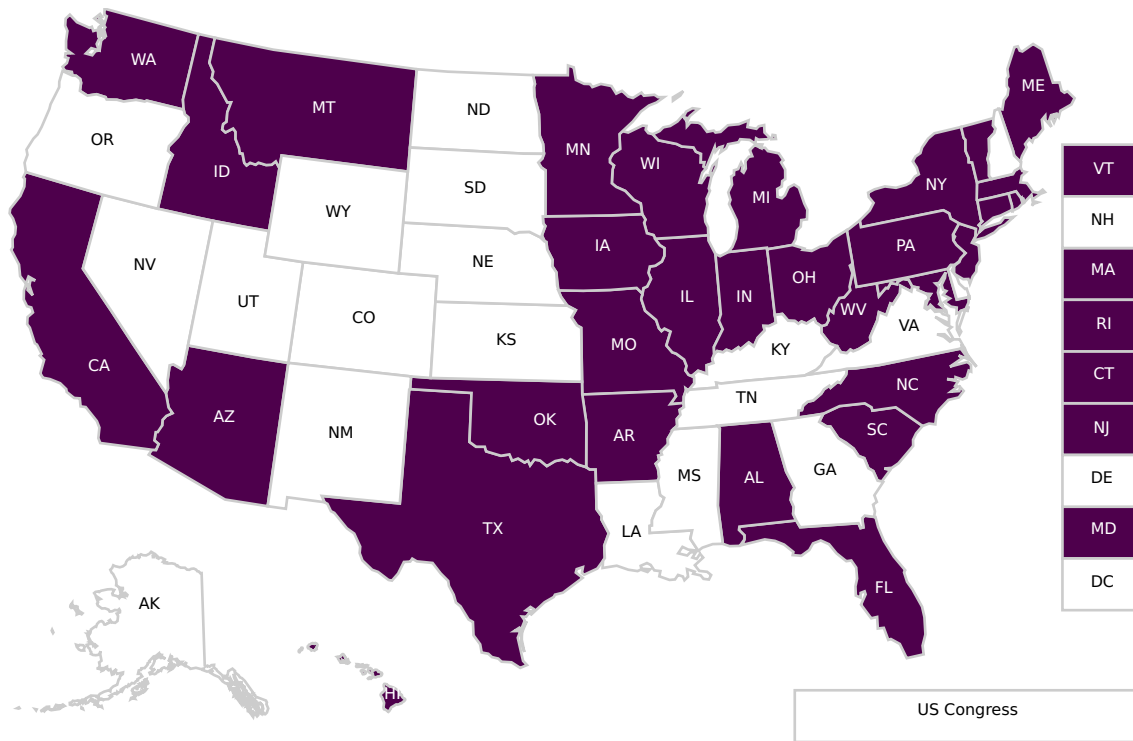 WA
ME
MT
ND
OR
MN
VT
ID
WI
SD
NY
MI
WY
NH
IA
PA
NE
NV
MA
OH
UT
IL
IN
WV
CO
RI
VA
KS
MO
KY
CA
CT
NC
TN
AZ
OK
NJ
SC
NM
AR
GA
MS
AL
DE
TX
MD
LA
DC
FL
AK
HI
US Congress